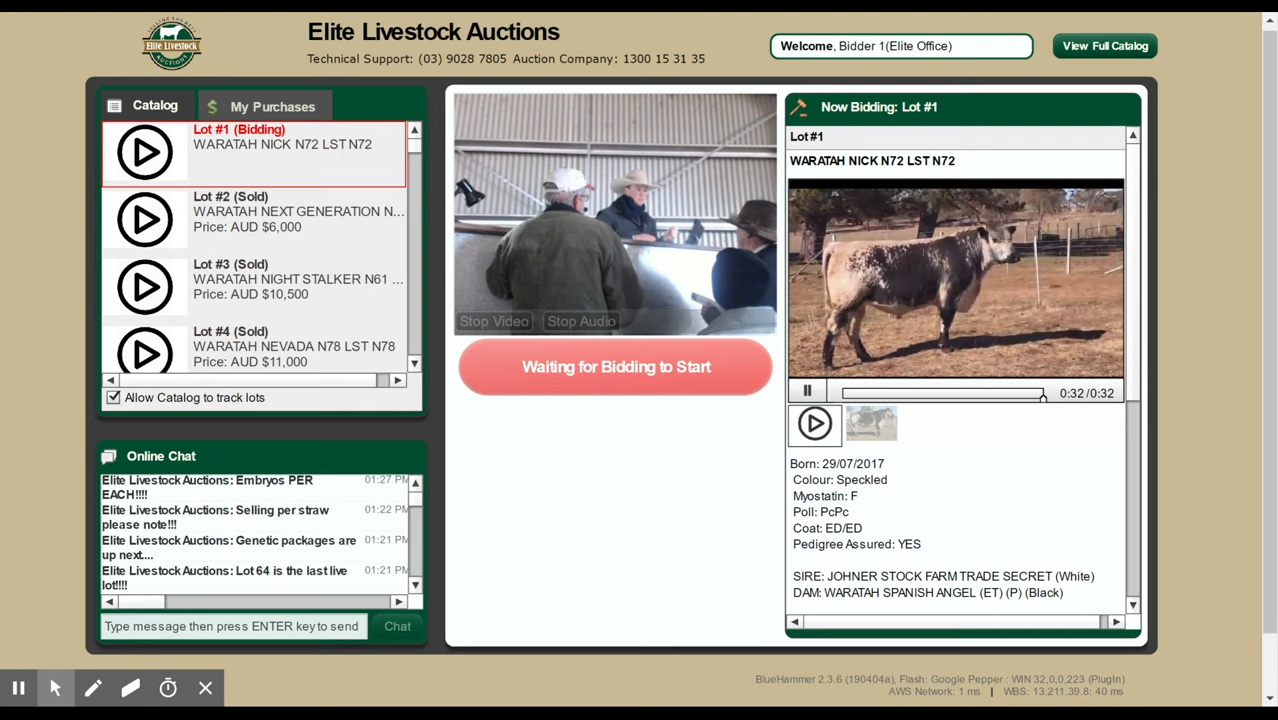 Elite Livestock Auctions
Technical Support: (03) 9028 7805 Auction Company: 1300 15 31 35
Elite Livestock
AUCTIONS
Welcome, Bidder 1(Elite Office)
View Full Catalog
Catalog
My Purchases
Lot #1 (Bidding)
WARATAH NICK N72 LST N72
Lot #2 (Sold)
WARATAH NEXT GENERATION N...
Price: AUD $6,000
Lot #3 (Sold)
WARATAH NIGHT STALKER N61 ...
Price: AUD $10,500
Lot #4 (Sold)
WARATAH NEVADA N78 LST N78
Price: AUD $11,000
Allow Catalog to track lots
Online Chat
Elite Livestock Auctions: Embryos PER 01:27 PM
EACH!!!!
Elite Livestock Auctions: Selling per straw 01:22 PM
please note!!!
Elite Livestock Auctions: Genetic packages are 01:21 PM
up next....
Elite Livestock Auctions: Lot 64 is the last live 01:21 PM
lot!!!!
Type message then press ENTER key to send
Chat
Stop Video
Stop Audio
Waiting for Bidding to Start
Now Bidding: Lot #1
Lot #1
WARATAH NICK N72 LST N72
0:32 / 0:32
Born: 29/07/2017
Colour: Speckled
Myostatin: F
Poll: PcPc
Coat: ED/ED
Pedigree Assured: YES
SIRE: JOHNER STOCK FARM TRADE SECRET (White)
DAM: WARATAH SPANISH ANGEL (ET) (P) (Black)
BlueHammer 2.3.6 (190404a), Flash: Google Pepper : WIN 32,0,0,223 (PlugIn)
AWS Network: 1 ms | WBS: 13.211.39.8: 40 ms